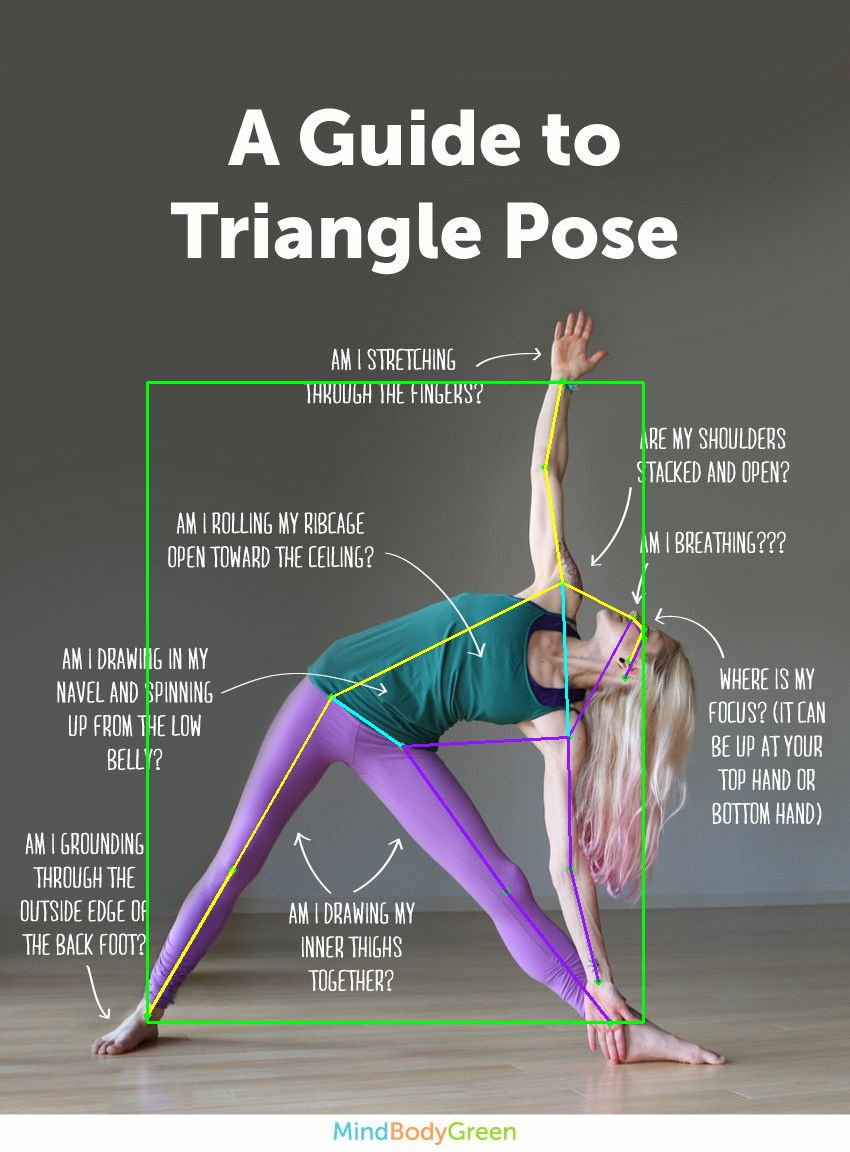 A Guide to
Triangle Pose
AM I STRETCHING
THROUGH THE FINGERS?
ARE MY SHOULDERS
STACKED AND OPEN?
AM I ROLLING MY RIBCAGE
OPEN TOWARD THE CEILING?
AM I BREATHING???
AM I DRAWING IN MY
NAVEL AND SPINNING
UP FROM THE LOW
BELLY?
WHERE IS MY
FOCUS? (IT CAN
BE UP AT YOUR
TOP HAND OR
BOTTOM HAND)
AM I GROUNDING
THROUGH THE
OUTSIDE EDGE OF
THE BACK FOOT?
AM I DRAWING MY
INNER THIGHS
TOGETHER?
MindBodyGreen